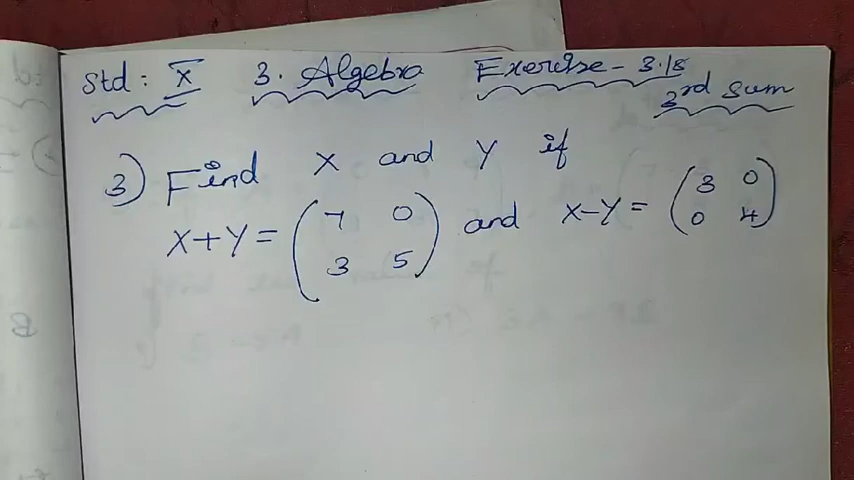 Std : X 3. Algebra Exercise - 3.18
3rd sum
3) Find X and Y if
X+Y = (7 0 and X-Y = (3 0
3 5) 0 4)